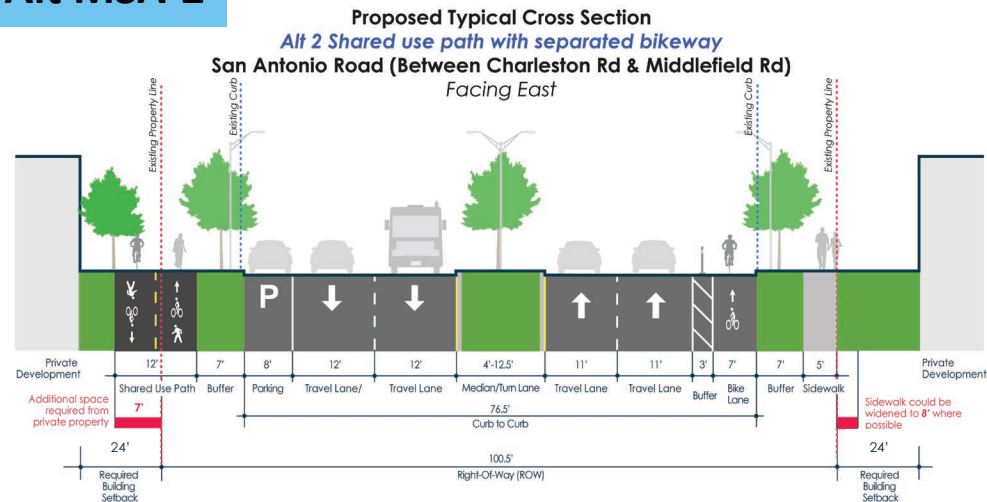 Proposed Typical Cross Section
Alt 2 Shared use path with separated bikeway
San Antonio Road (Between Charleston Rd & Middlefield Rd)
Facing East
Existing Property Line
Existing Curb
Existing Curb
Existing Property Line
P
Private
Development
12'
7'
8'
12'
12'
4'-12.5'
11'
11'
3'
7'
7'
5'
Private
Development
Shared Use Path
Buffer
Parking
Travel Lane/
Travel Lane
Median/Turn Lane
Travel Lane
Travel Lane
Buffer
Bike
Lane
Buffer
Sidewalk
Additional space
required from
private property
7'
76.5'
Curb to Curb
Sidewalk could be
widened to 8' where
possible
24'
24'
100.5'
Right-Of-Way (ROW)
Required
Building
Setback
Required
Building
Setback